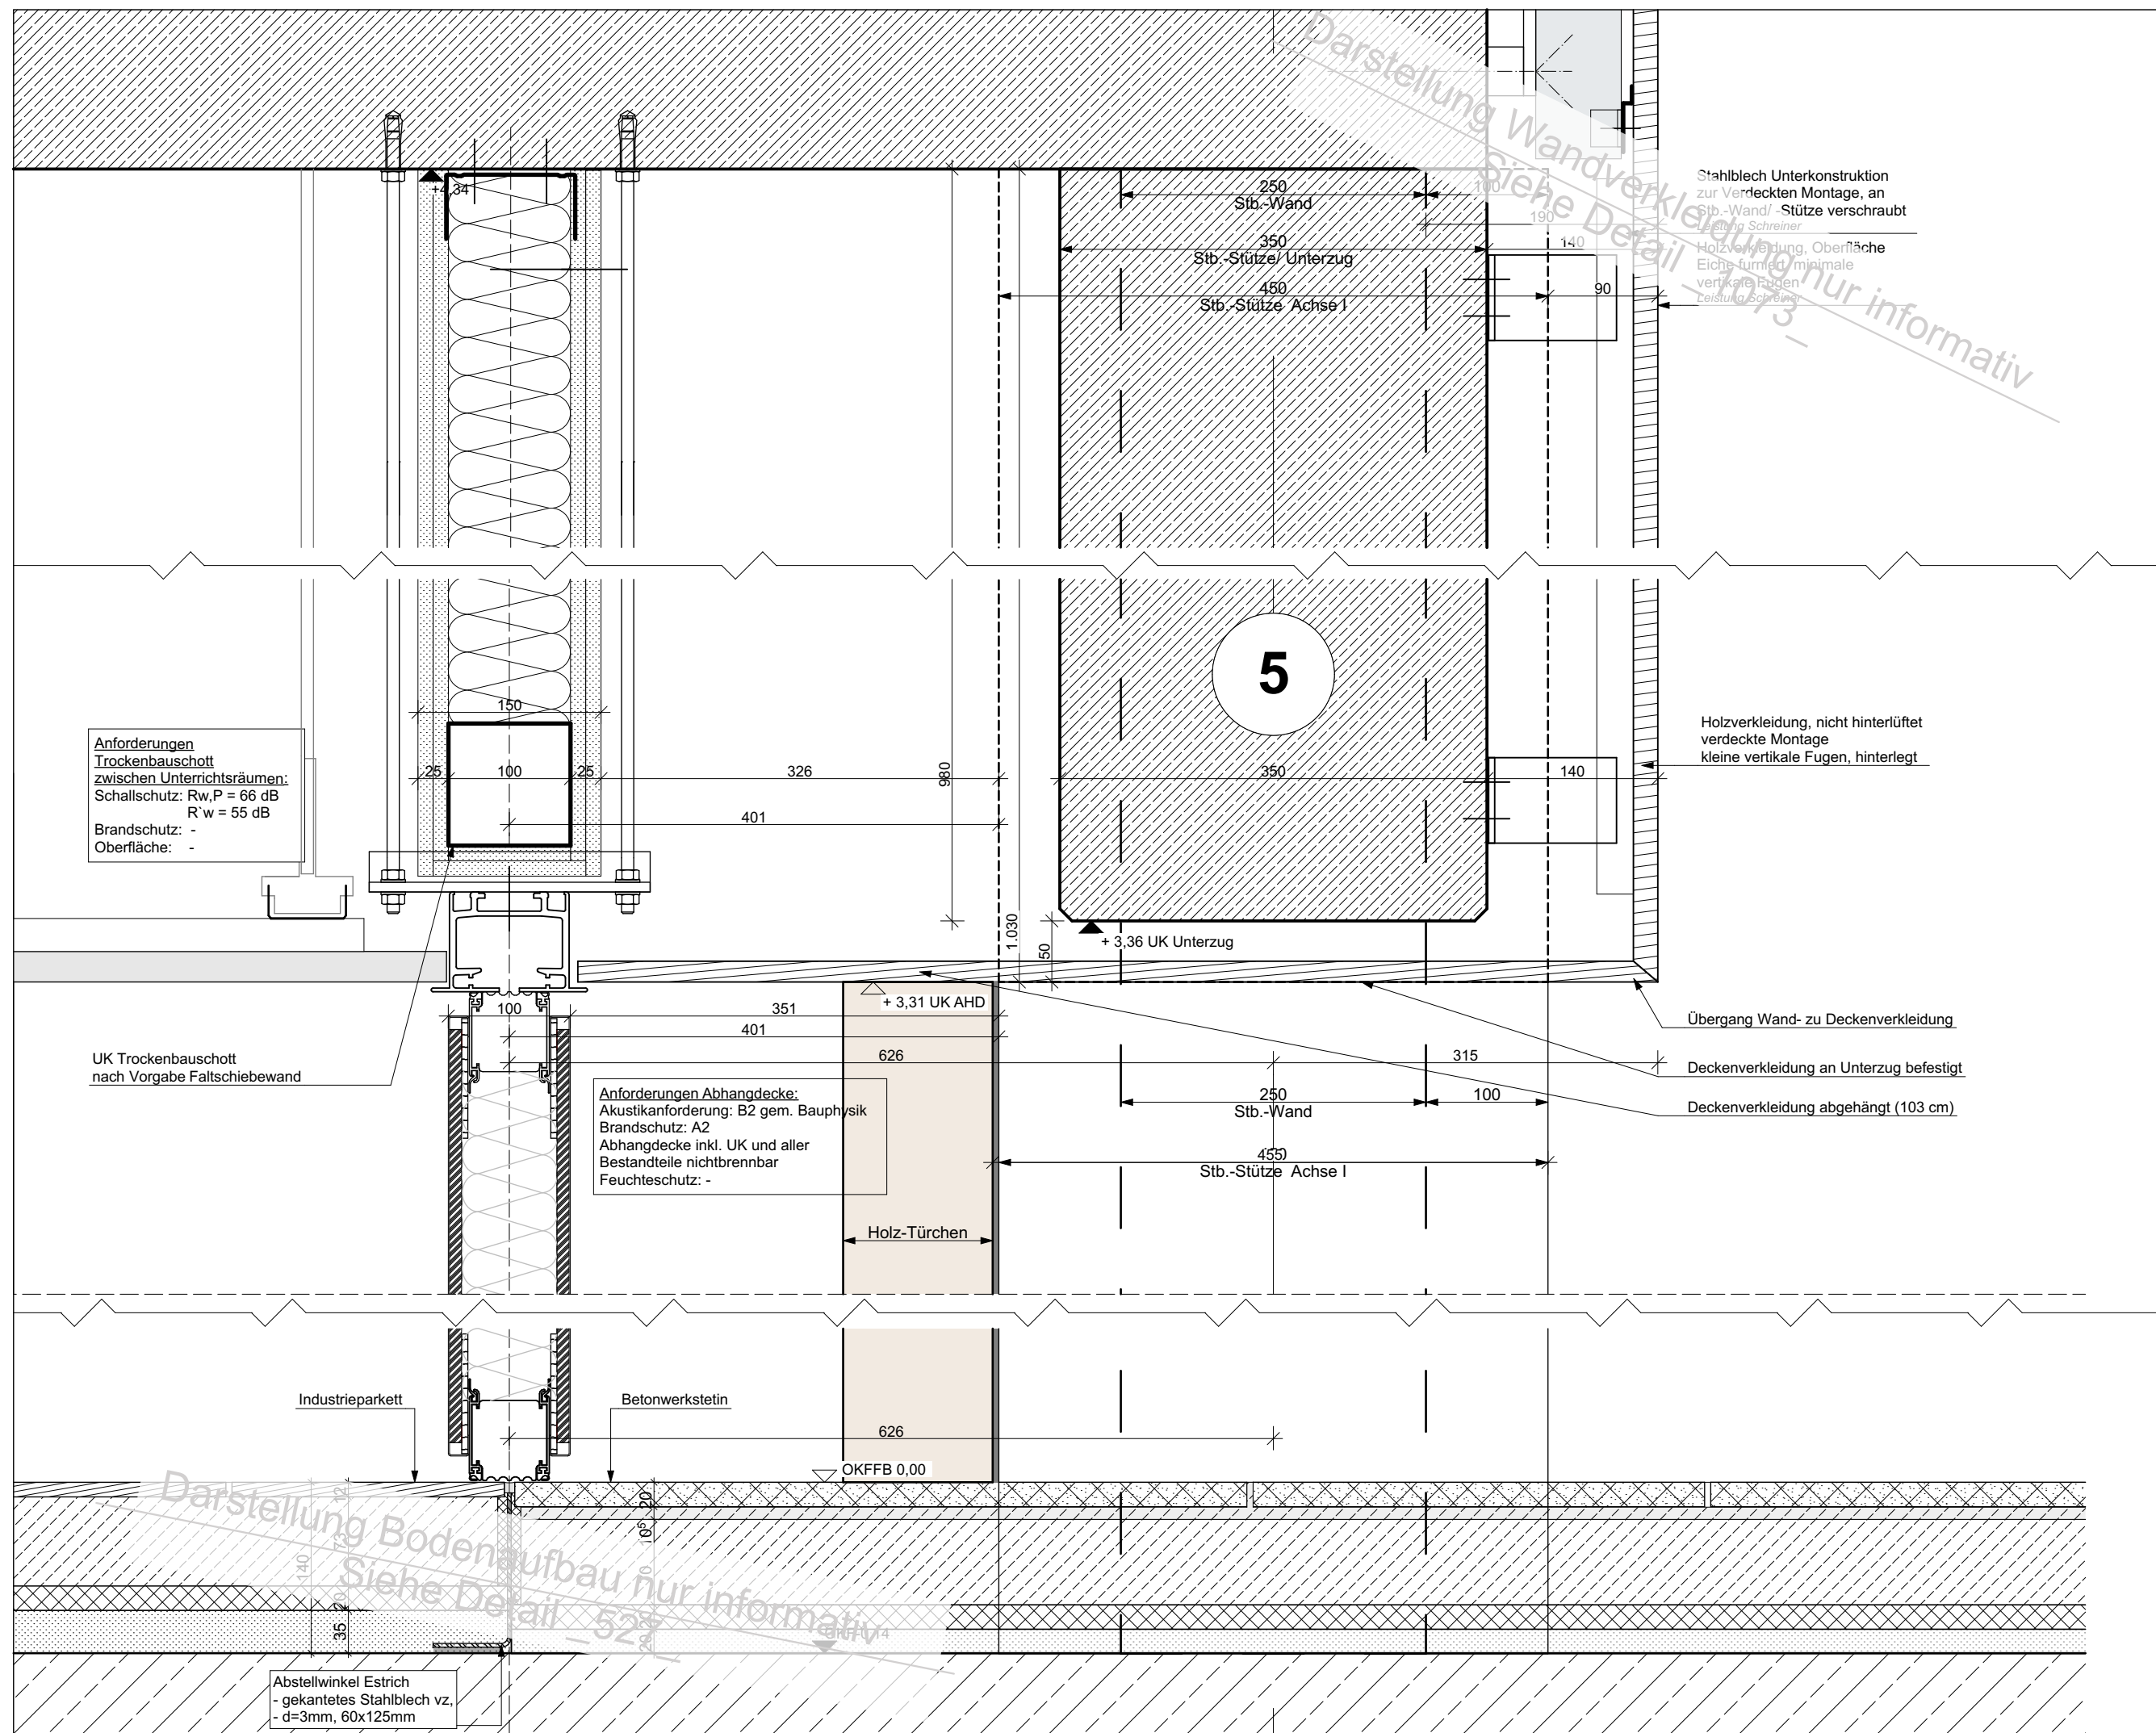 Darstellung Wandverkleidung nur informativ
Siehe Detail _1073_
+4,34
250
Stb.-Wand
100
190
350
Stb.-Stütze/ Unterzug
140
450
Stb.-Stütze Achse I
90
Stahlblech Unterkonstruktion
zur Verdeckten Montage, an
Stb.-Wand/ -Stütze verschraubt
Leistung Schreiner
Holzverkleidung, Oberfläche
Eiche furniert, minimale
vertikale Fugen
Leistung Schreiner
5
150
25
100
25
326
980
350
140
401
Anforderungen
Trockenbauschott
zwischen Unterrichtsräumen:
Schallschutz: Rw,P = 66 dB
R`w = 55 dB
Brandschutz: -
Oberfläche: -
Holzverkleidung, nicht hinterlüftet
verdeckte Montage
kleine vertikale Fugen, hinterlegt
1.030
50
+ 3,36 UK Unterzug
+ 3,31 UK AHD
100
351
401
626
315
Übergang Wand- zu Deckenverkleidung
Deckenverkleidung an Unterzug befestigt
Deckenverkleidung abgehängt (103 cm)
UK Trockenbauschott
nach Vorgabe Faltschiebewand
Anforderungen Abhangdecke:
Akustikanforderung: B2 gem. Bauphysik
Brandschutz: A2
Abhangdecke inkl. UK und aller
Bestandteile nichtbrennbar
Feuchteschutz: -
250
Stb.-Wand
100
Stb.-Stütze Achse I
Holz-Türchen
Industrieparkett
Betonwerkstetin
626
OKFFB 0,00
Darstellung Bodenaufbau nur informativ
Siehe Detail _527_
12
73
140
35
20
10⁵
Abstellwinkel Estrich
- gekantetes Stahlblech vz,
- d=3mm, 60x125mm